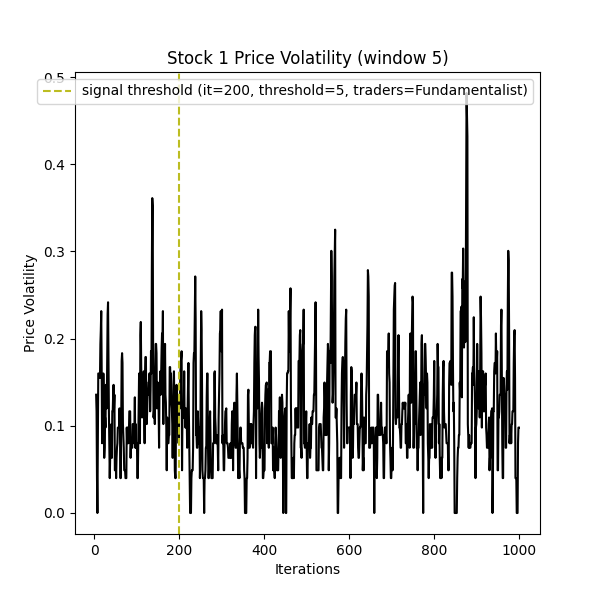 Stock 1 Price Volatility (window 5)
signal threshold (it=200, threshold=5, traders=Fundamentalist)
Price Volatility
0.5
0.4
0.3
0.2
0.1
0.0
0 200 400 600 800 1000
Iterations